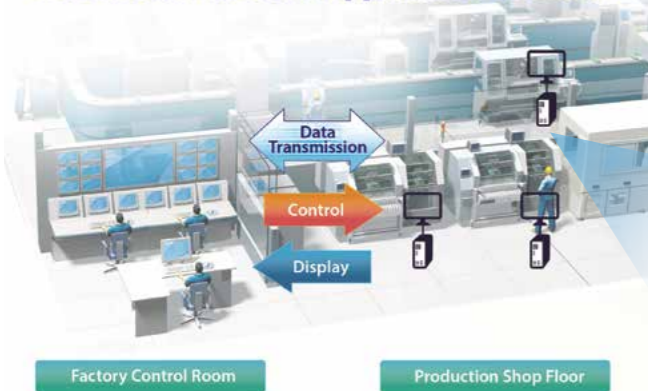 Data
Transmission
Control
Display
Factory Control Room
Production Shop Floor